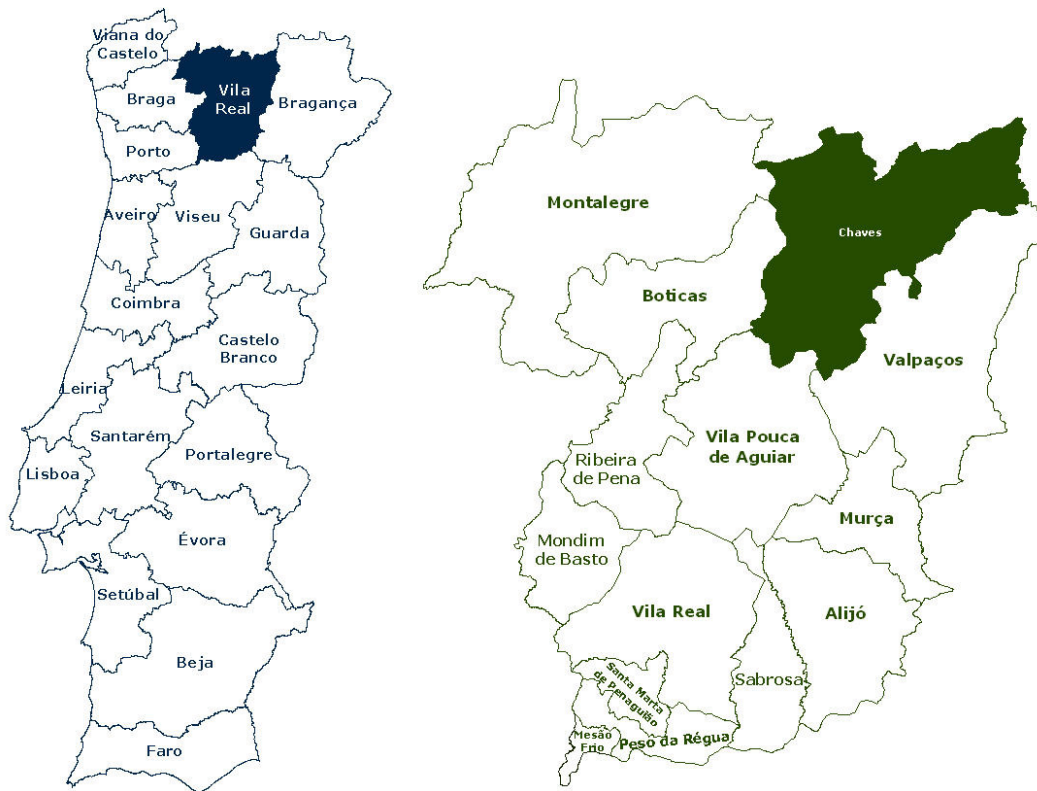 Viana do
Castelo
Vila
Real
Braga
Bragança
Porto
Aveiro
Viseu
Guarda
Coimbra
Castelo
Branco
Leiria
Santarém
Portalegre
Lisboa
Évora
Setúbal
Beja
Faro
Montalegre
Chaves
Boticas
Valpaços
Vila Pouca
de Aguiar
Ribeira
de Pena
Murça
Mondim
de Basto
Vila Real
Alijó
Sabrosa
Santa Marta
de Penaguião
Mesão
Frio
Peso da Régua